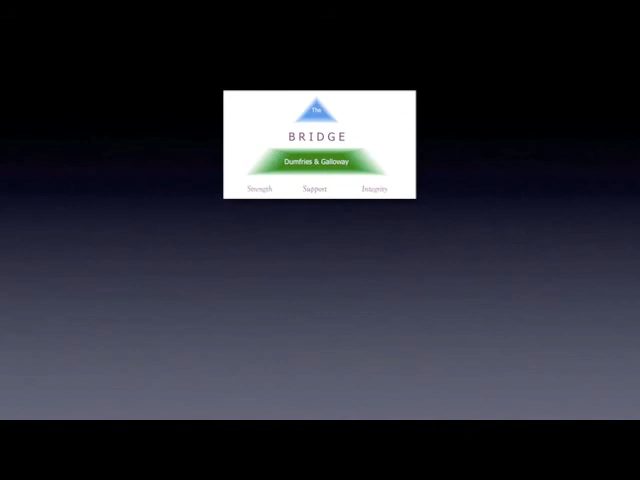 The
BRIDGE
Dumfries & Galloway
Strength Support Integrity